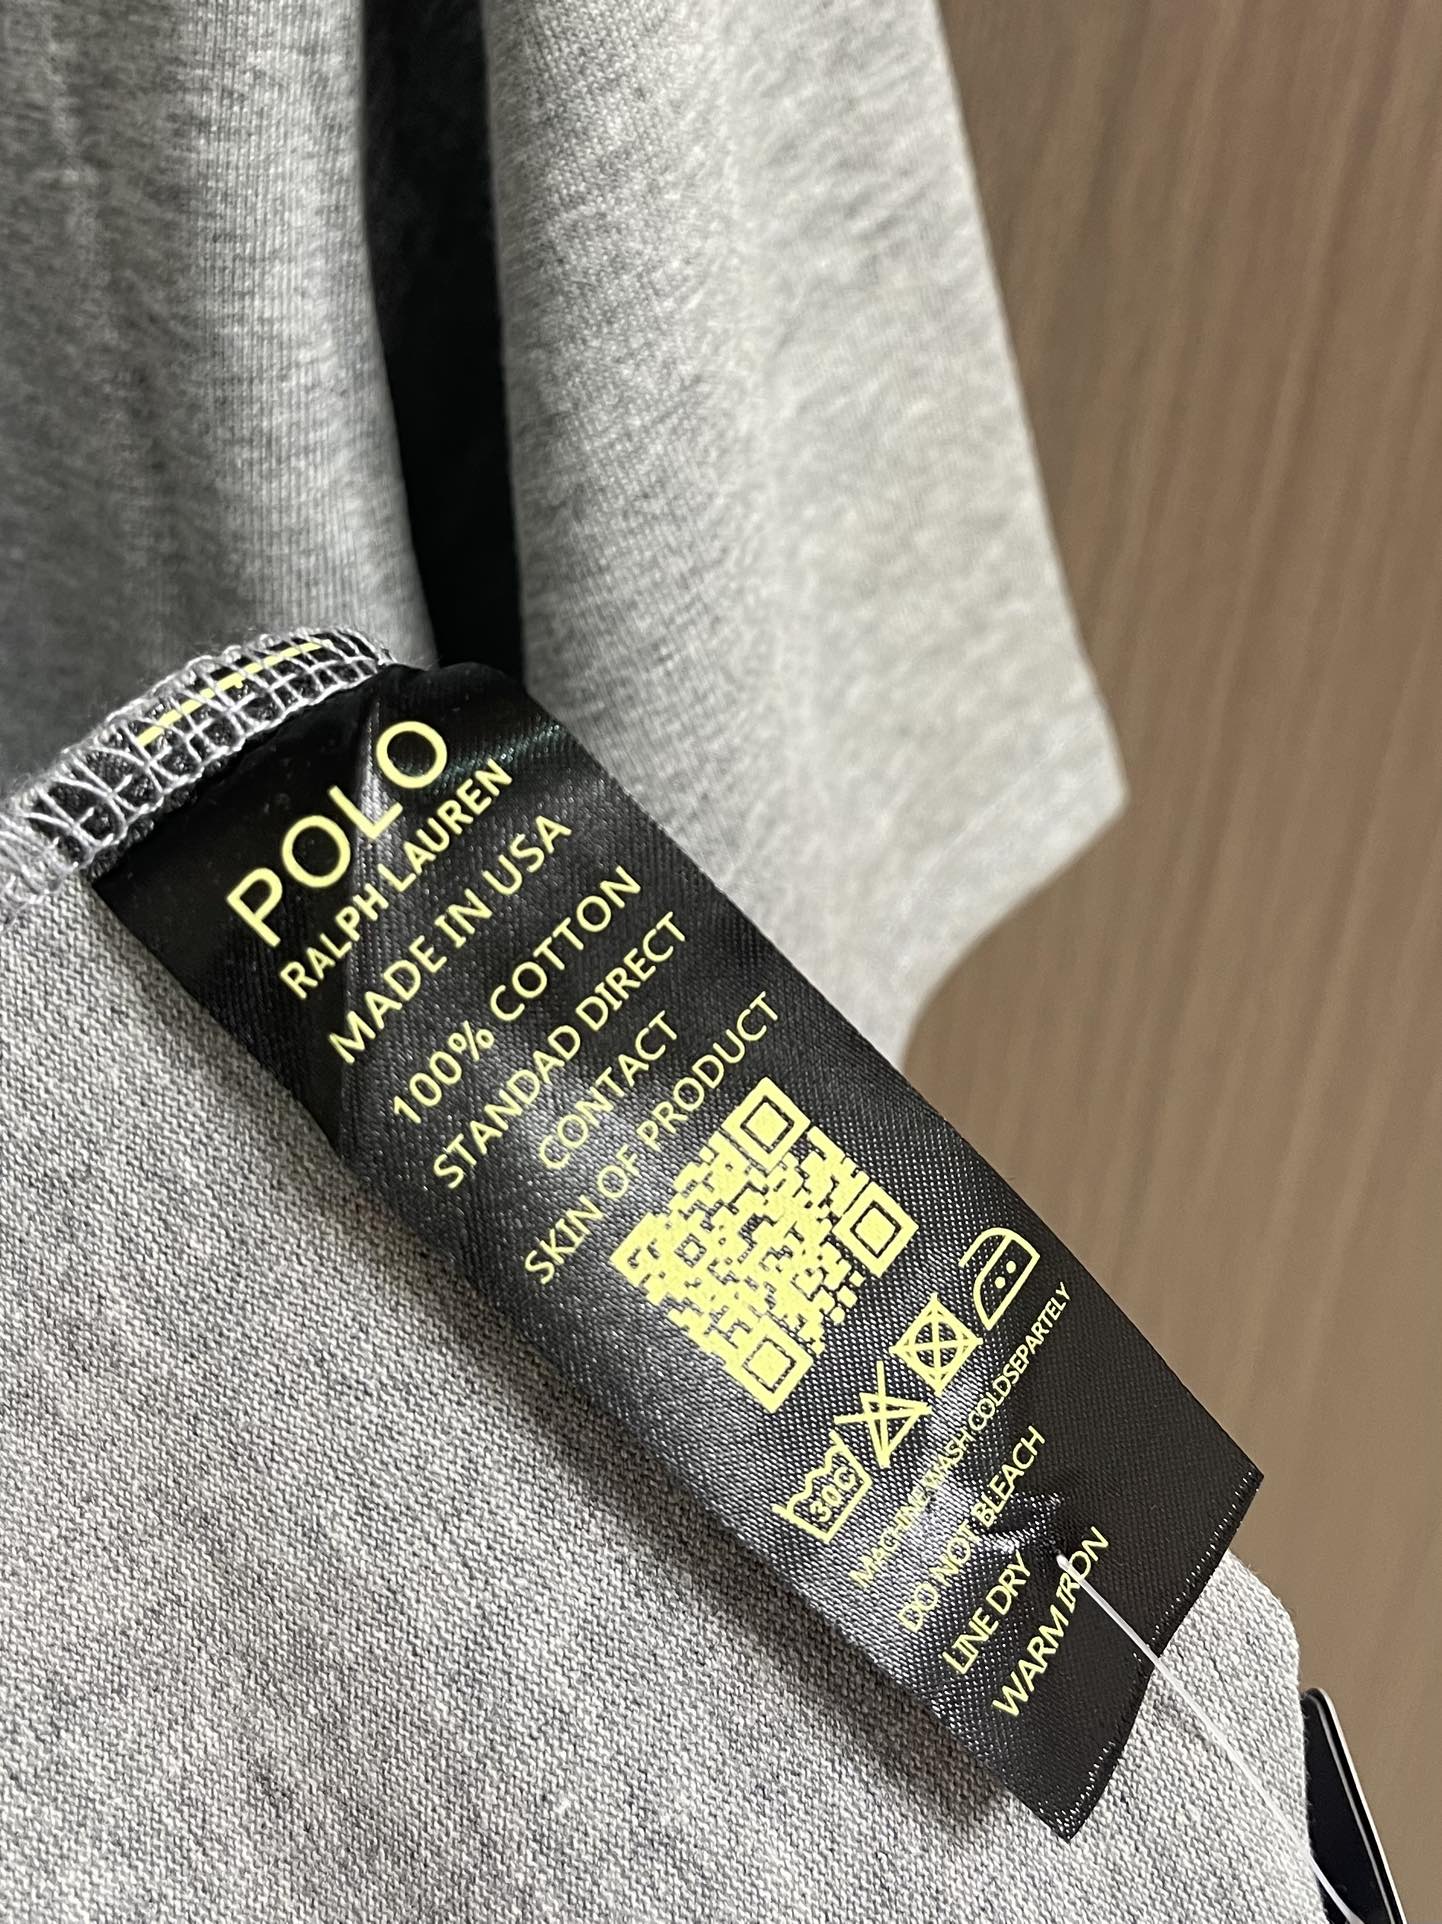 POLO
RALPH LAUREN
MADE IN USA
100% COTTON
STANDAD DIRECT
CONTACT
SKIN OF PRODUCT
30C
MACHINE WASH COLDSEPARTELY
DO NOT BLEACH
LINE DRY
WARM IRON